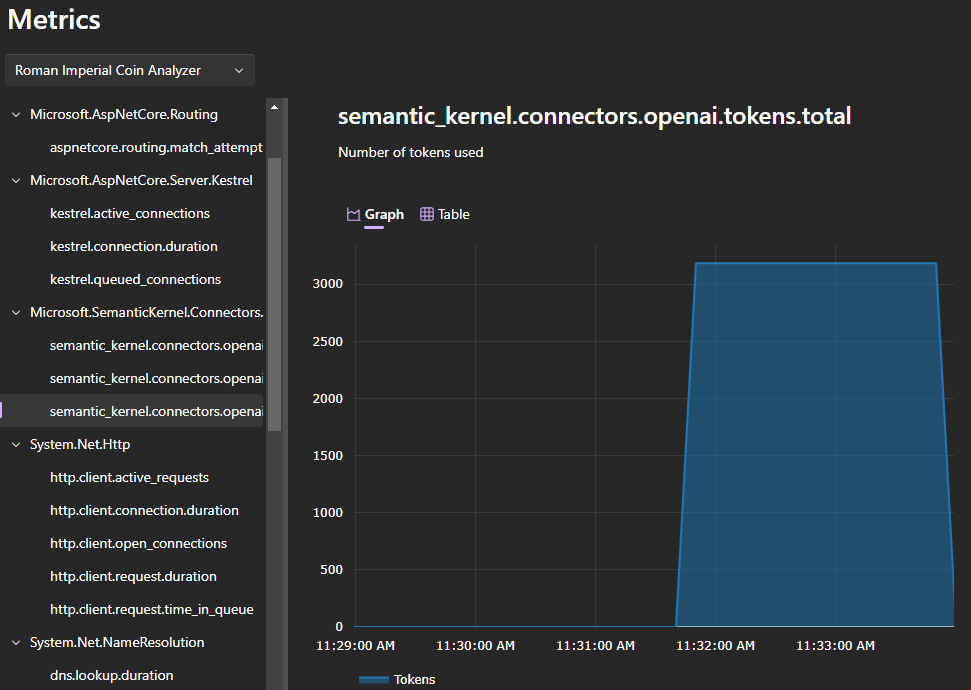 Metrics
Roman Imperial Coin Analyzer
Microsoft.AspNetCore.Routing
aspnetcore.routing.match_attempt
Microsoft.AspNetCore.Server.Kestrel
kestrel.active_connections
kestrel.connection.duration
kestrel.queued_connections
Microsoft.SemanticKernel.Connectors.
semantic_kernel.connectors.openai
semantic_kernel.connectors.openai
semantic_kernel.connectors.openai
System.Net.Http
http.client.active_requests
http.client.connection.duration
http.client.open_connections
http.client.request.duration
http.client.request.time_in_queue
System.Net.NameResolution
dns.lookup.duration
semantic_kernel.connectors.openai.tokens.total
Number of tokens used
Graph Table
3000
2500
2000
1500
1000
500
0
11:29:00 AM 11:30:00 AM 11:31:00 AM 11:32:00 AM 11:33:00 AM
Tokens